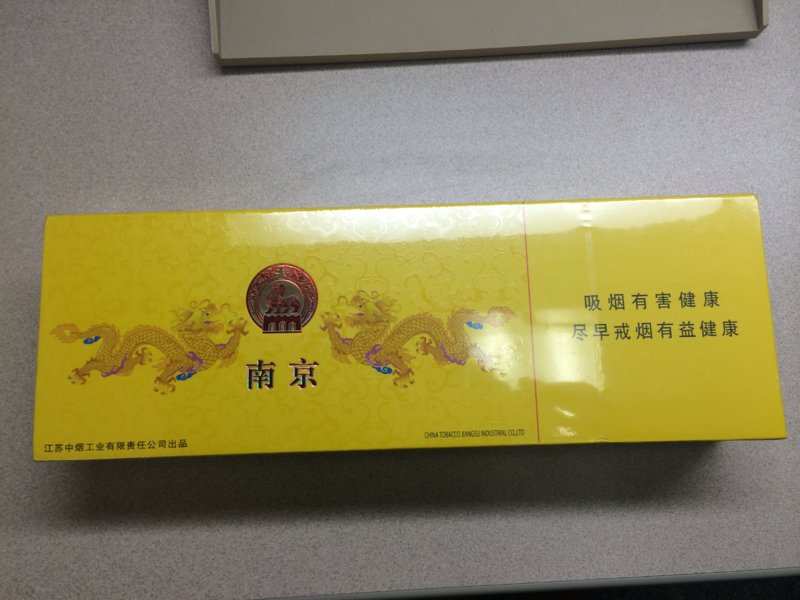 南京
吸烟有害健康
尽早戒烟有益健康
江苏中烟工业有限责任公司出品
CHINA TOBACCO JIANGSU INDUSTRIAL CO.,LTD